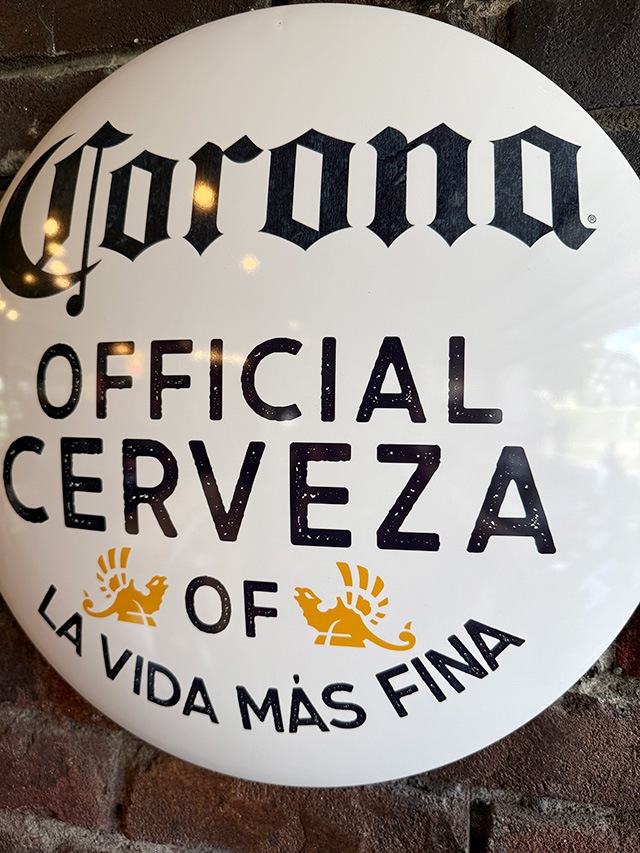 Corona®
OFFICIAL
CERVEZA
OF
LA VIDA MÁS FINA